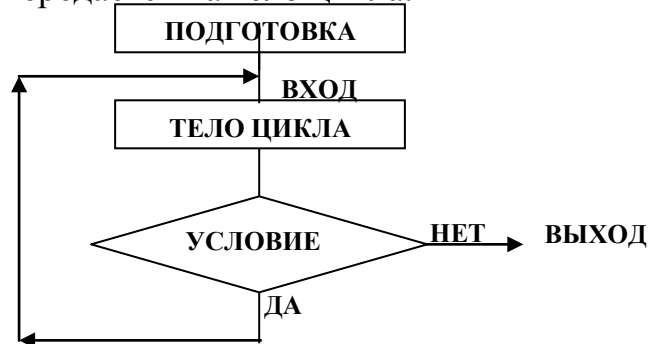 ПОДГОТОВКА
ВХОД
ТЕЛО ЦИКЛА
УСЛОВИЕ
НЕТ
ВЫХОД
ДА